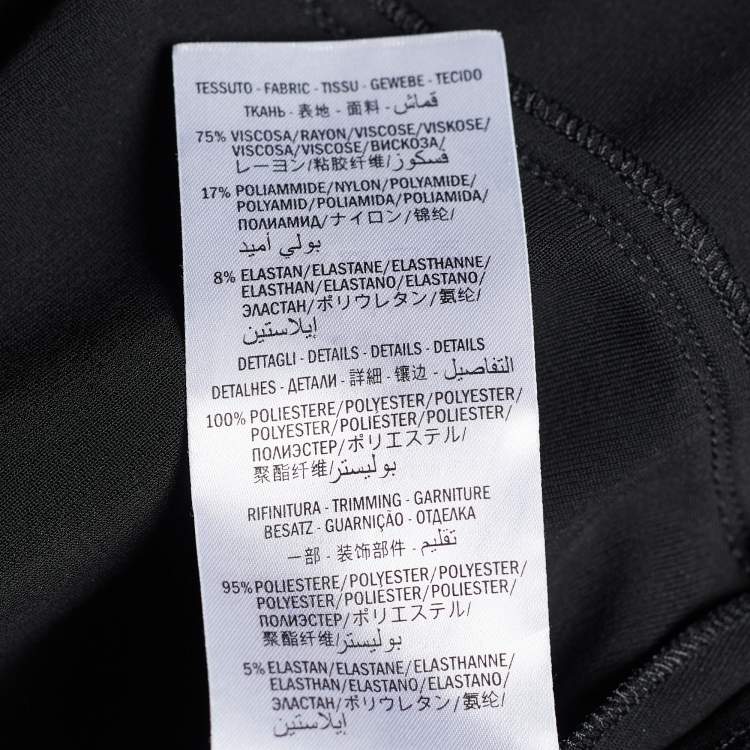 TESSUTO - FABRIC - TISSU - GEWEBE - TECIDO
ТКАНЬ - 表地 - 面料 - قماش
75% VISCOSA/RAYON/VISCOSE/VISKOSE/
VISCOSA/VISCOSE/ВИСКОЗА/
レーヨン/粘胶纤维/فسكوز
17% POLIAMMIDE/NYLON/POLYAMIDE/
POLYAMID/POLIAMIDA/POLIAMIDA/
ПОЛИАМИД/ナイロン/锦纶/
بولي أميد
8% ELASTAN/ELASTANE/ELASTHANNE/
ELASTHAN/ELASTANO/ELASTANO/
ЭЛАСТАН/ポリウレタン/氨纶/
إيلاستين
DETTAGLI - DETAILS - DETAILS - DETAILS
DETALHES - ДЕТАЛИ - 詳細 - 镶边 - التفاصيل
100% POLIESTERE/POLYESTER/POLYESTER/
POLYESTER/POLIÉSTER/POLIESTER/
ПОЛИЭСТЕР/ポリエステル/
聚酯纤维/بوليستر
RIFINITURA - TRIMMING - GARNITURE
BESATZ - GUARNIÇÃO - ОТДЕЛКА
一部 - 装饰部件 - تقليم
95% POLIESTERE/POLYESTER/POLYESTER/
POLYESTER/POLIÉSTER/POLIESTER/
ПОЛИЭСТЕР/ポリエステル/
聚酯纤维/بوليستر
5% ELASTAN/ELASTANE/ELASTHANNE/
ELASTHAN/ELASTANO/ELASTANO/
ЭЛАСТАН/ポリウレタン/氨纶/
إيلاستين